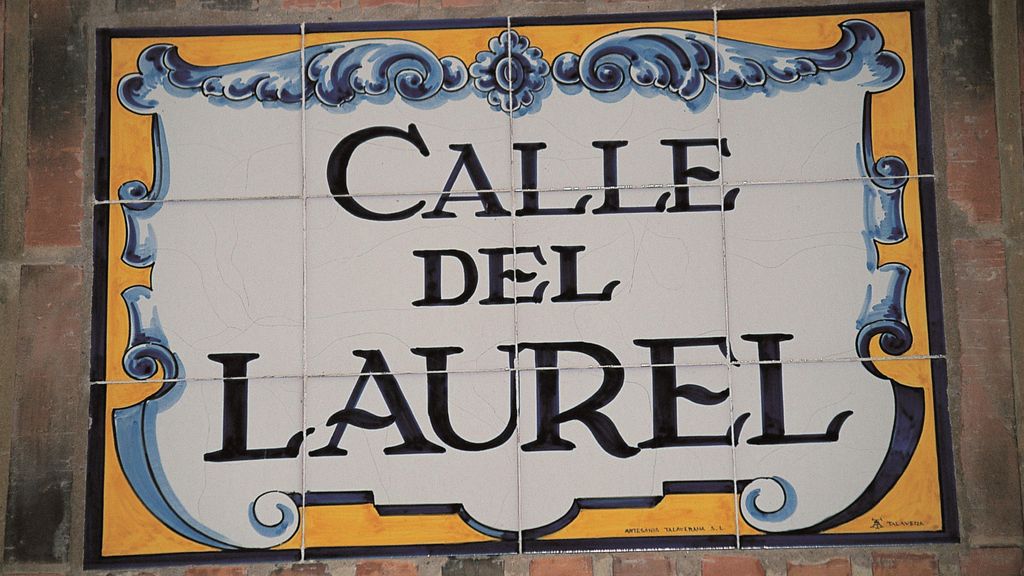 CALLE
DEL
LAUREL
ARTESANIA TALAVERANA S.L.
TALAVERA